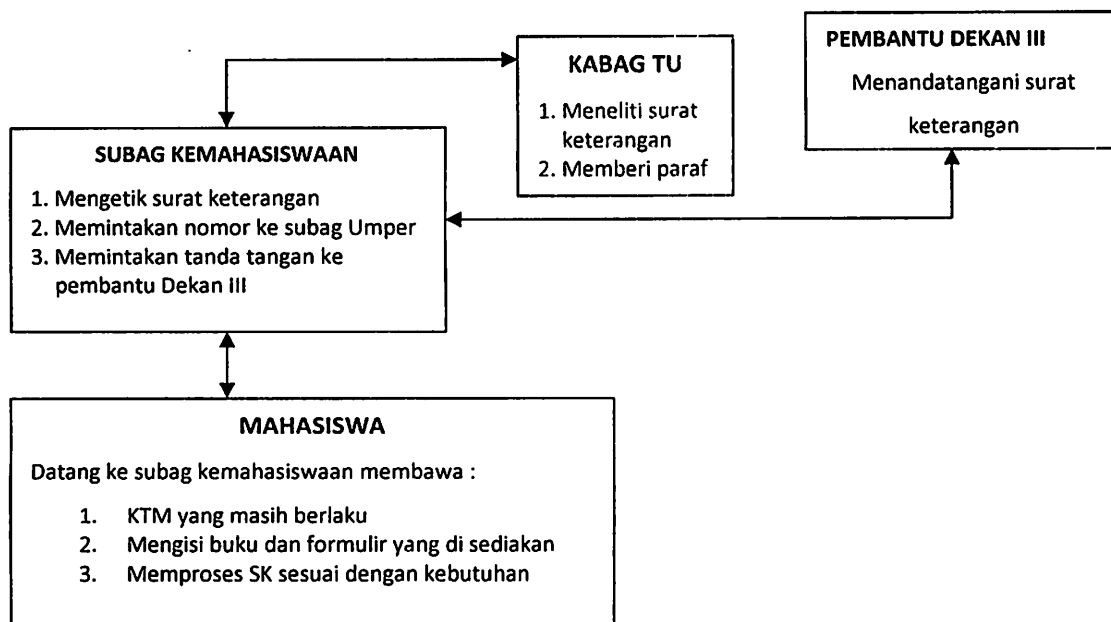 PEMBANTU DEKAN III
Menandatangani surat
keterangan
KABAG TU
1. Meneliti surat
keterangan
2. Memberi paraf
SUBAG KEMAHASISWAAN
1. Mengetik surat keterangan
2. Memintakan nomor ke subag Umper
3. Memintakan tanda tangan ke
pembantu Dekan III
MAHASISWA
Datang ke subag kemahasiswaan membawa :
1. KTM yang masih berlaku
2. Mengisi buku dan formulir yang di sediakan
3. Memproses SK sesuai dengan kebutuhan